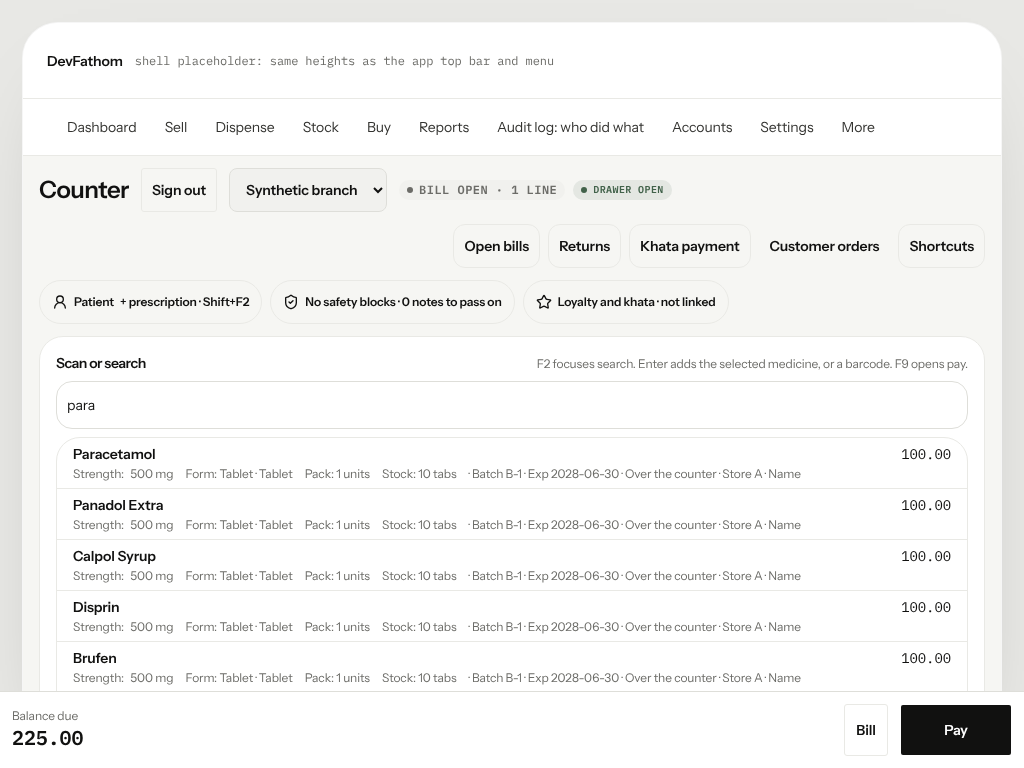 DevFathom shell placeholder: same heights as the app top bar and menu
Dashboard Sell Dispense Stock Buy Reports Audit log: who did what Accounts Settings More
Counter Sign out Synthetic branch BILL OPEN · 1 LINE DRAWER OPEN
Open bills Returns Khata payment Customer orders Shortcuts
Patient + prescription · Shift+F2 No safety blocks · 0 notes to pass on Loyalty and khata · not linked
Scan or search F2 focuses search. Enter adds the selected medicine, or a barcode. F9 opens pay.
para
Paracetamol 100.00
Strength: 500 mg Form: Tablet · Tablet Pack: 1 units Stock: 10 tabs · Batch B-1 · Exp 2028-06-30 · Over the counter · Store A · Name
Panadol Extra 100.00
Strength: 500 mg Form: Tablet · Tablet Pack: 1 units Stock: 10 tabs · Batch B-1 · Exp 2028-06-30 · Over the counter · Store A · Name
Calpol Syrup 100.00
Strength: 500 mg Form: Tablet · Tablet Pack: 1 units Stock: 10 tabs · Batch B-1 · Exp 2028-06-30 · Over the counter · Store A · Name
Disprin 100.00
Strength: 500 mg Form: Tablet · Tablet Pack: 1 units Stock: 10 tabs · Batch B-1 · Exp 2028-06-30 · Over the counter · Store A · Name
Brufen 100.00
Strength: 500 mg Form: Tablet · Tablet Pack: 1 units Stock: 10 tabs · Batch B-1 · Exp 2028-06-30 · Over the counter · Store A · Name
Balance due
225.00 Bill Pay